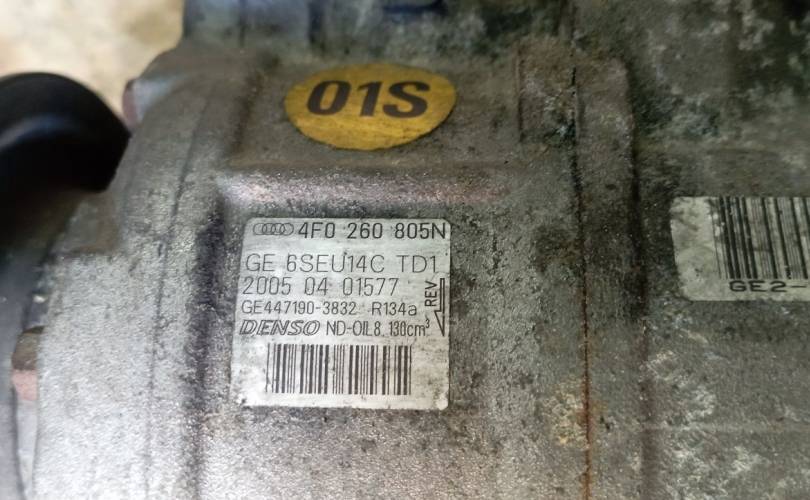 01S
4F0 260 805N
GE 6SEU14C TD1
2005 04 01577
GE447190-3832 R134a
DENSO ND-OIL8, 130cm³
REV
GE2-